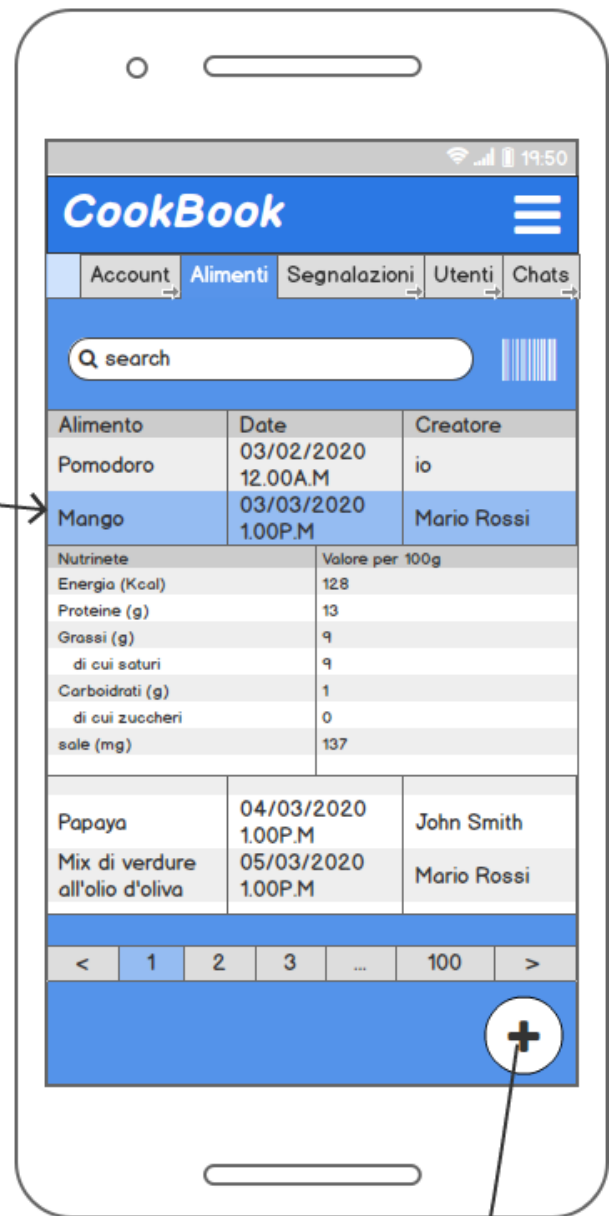 19:50
CookBook
Account Alimenti Segnalazioni Utenti Chats
search
Alimento Date Creatore
Pomodoro 03/02/2020 12.00A.M io
Mango 03/03/2020 1.00P.M Mario Rossi
Nutrinete Valore per 100g
Energia (Kcal) 128
Proteine (g) 13
Grassi (g) 9
di cui saturi 9
Carboidrati (g) 1
di cui zuccheri 0
sale (mg) 137
Papaya 04/03/2020 1.00P.M John Smith
Mix di verdure all'olio d'oliva 05/03/2020 1.00P.M Mario Rossi
< 1 2 3 ... 100 >